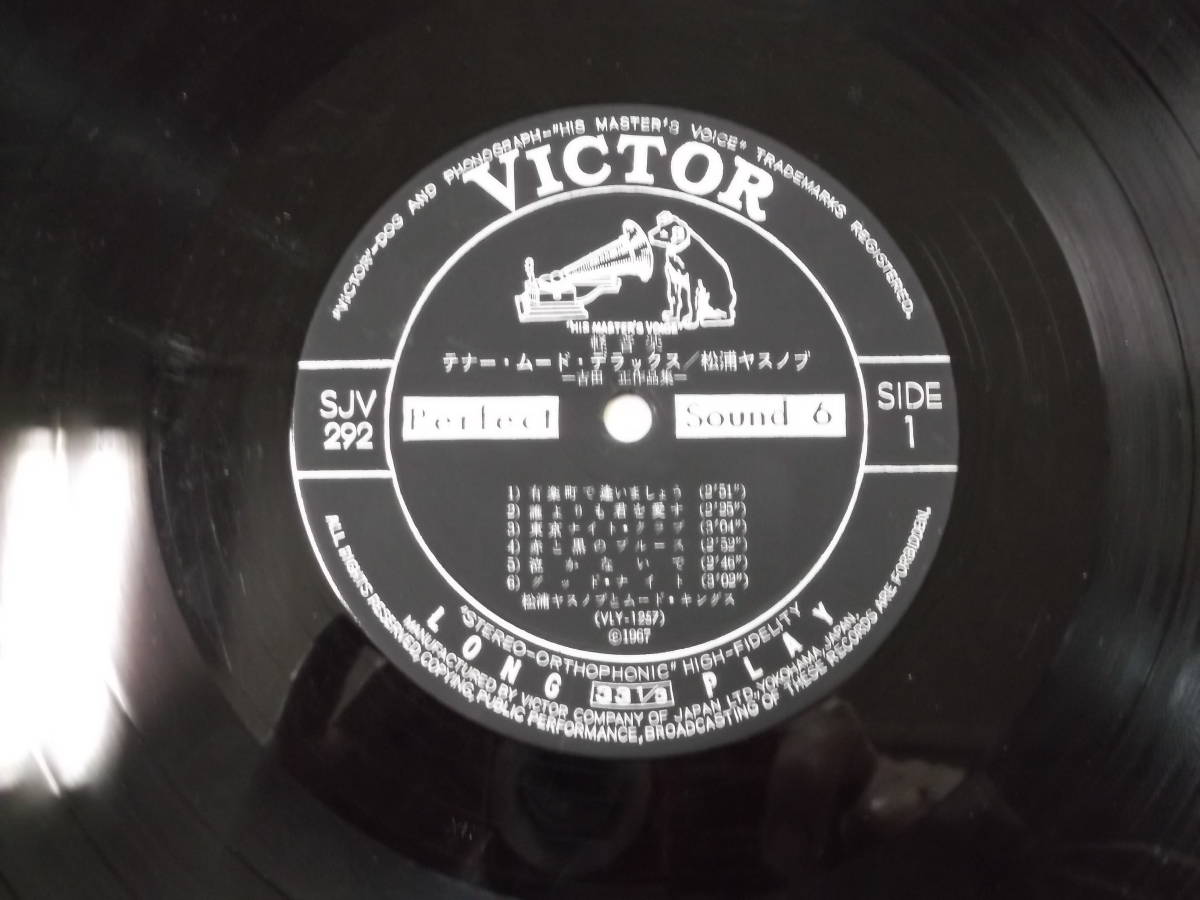 "VICTOR"-DOG AND PHONOGRAPH="HIS MASTER'S VOICE" TRADEMARKS REGISTERED.
VICTOR
"HIS MASTER'S VOICE"
軽音楽
テナー・ムード・デラックス／松浦ヤスノブ
=吉田 正作品集=
SJV
292
Perfect Sound 6
SIDE
1
1) 有楽町で逢いましょう (2'51")
2) 誰よりも君を愛す (2'25")
3) 東京ナイト・クラブ (3'04")
4) 赤と黒のブルース (2'52")
5) 泣かないで (2'46")
6) グッド・ナイト (3'02")
松浦ヤスノブとムード・キングス
(VLY-1257)
©1967
"STEREO-ORTHOPHONIC" HIGH-FIDELITY
LONG 33 1/3 PLAY
MANUFACTURED BY VICTOR COMPANY OF JAPAN LTD., YOKOHAMA, JAPAN.
ALL RIGHTS RESERVED, COPYING, PUBLIC PERFORMANCE, BROADCASTING OF THESE RECORDS ARE FORBIDDEN.